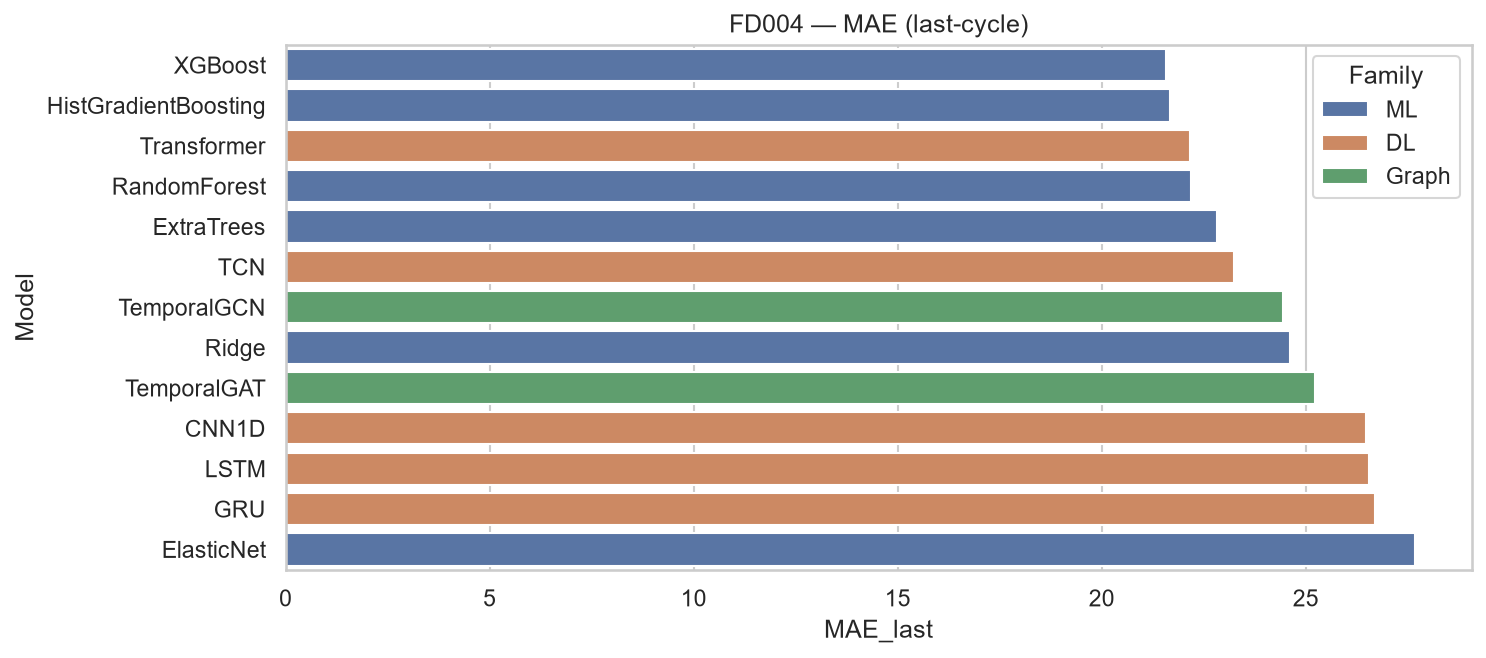 FD004 — MAE (last-cycle)
Model
XGBoost
HistGradientBoosting
Transformer
RandomForest
ExtraTrees
TCN
TemporalGCN
Ridge
TemporalGAT
CNN1D
LSTM
GRU
ElasticNet
Family
ML
DL
Graph
0 5 10 15 20 25
MAE_last